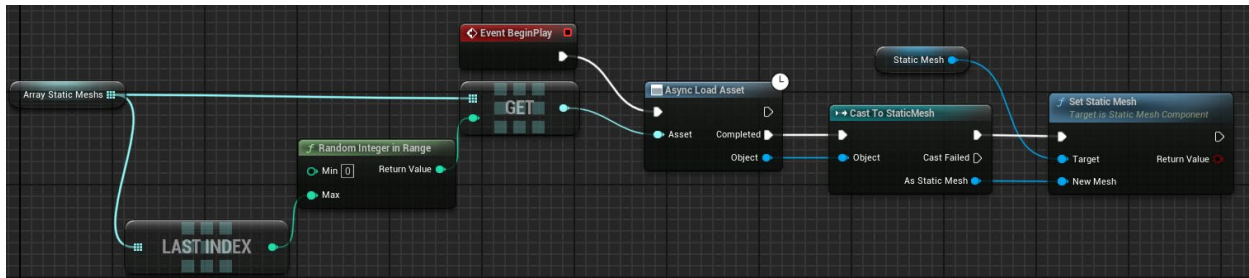 Event BeginPlay
Static Mesh
Array Static Meshs
GET
Async Load Asset
Asset
Completed
Object
Cast To StaticMesh
Object
Cast Failed
As Static Mesh
Set Static Mesh
Target is Static Mesh Component
Target
Return Value
New Mesh
Random Integer in Range
Min 0
Return Value
Max
LAST INDEX